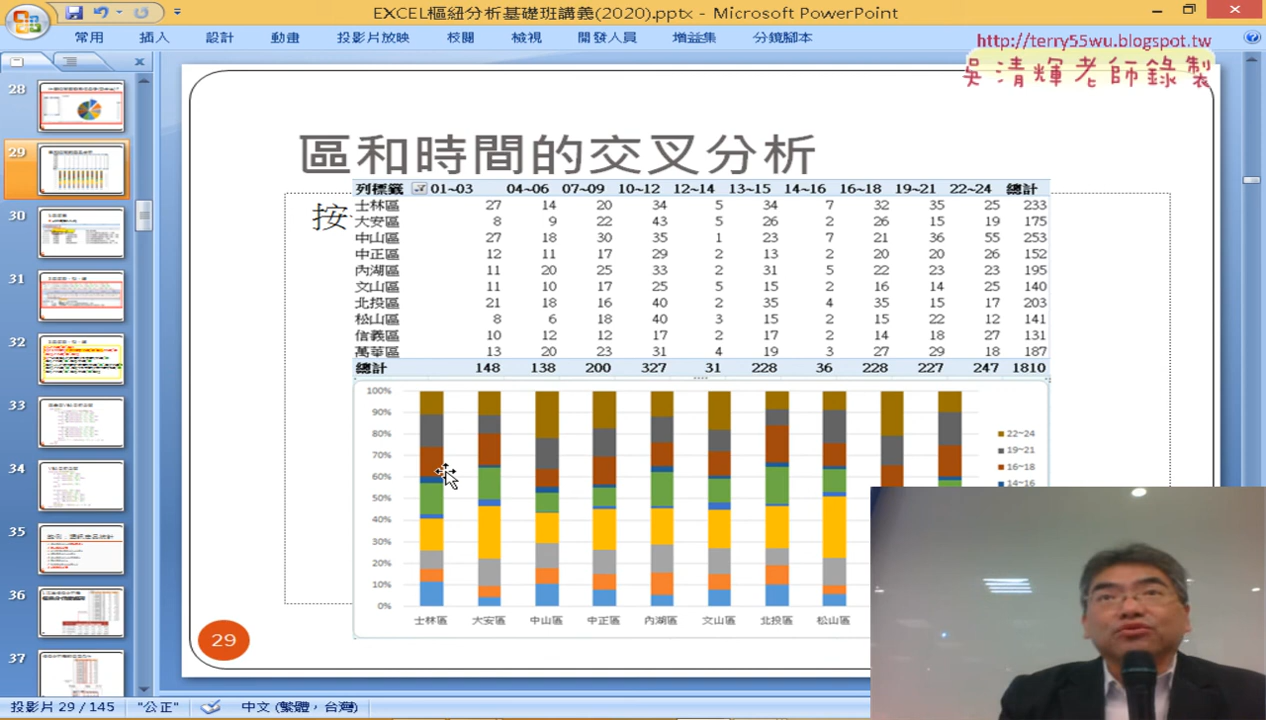 EXCEL樞紐分析基礎班講義(2020).pptx - Microsoft PowerPoint
常用 插入 設計 動畫 投影片放映 校閱 檢視 開發人員 增益集 分鏡腳本
http://terry55wu.blogspot.tw
吳清輝老師錄製
28
29
30
31
32
33
34
35
36
37
區和時間的交叉分析
按
列標籤 01~03 04~06 07~09 10~12 12~14 13~15 14~16 16~18 19~21 22~24 總計
士林區 27 14 20 34 5 34 7 32 35 25 233
大安區 8 9 22 43 5 26 2 26 15 19 175
中山區 27 18 30 35 1 23 7 21 36 55 253
中正區 12 11 17 29 2 13 2 20 20 26 152
內湖區 11 20 25 33 2 31 5 22 23 23 195
文山區 11 10 17 25 5 15 2 16 14 25 140
北投區 21 18 16 40 2 35 4 35 15 17 203
松山區 8 6 18 40 3 15 2 15 22 12 141
信義區 10 12 12 17 2 17 2 14 18 27 131
萬華區 13 20 23 31 4 19 3 27 29 18 187
總計 148 138 200 327 31 228 36 228 227 247 1810
100%
90%
80%
70%
60%
50%
40%
30%
20%
10%
0%
士林區 大安區 中山區 中正區 內湖區 文山區 北投區 松山區
22~24
19~21
16~18
14~16
29
投影片 29 / 145 "公正" 中文 (繁體，台灣)